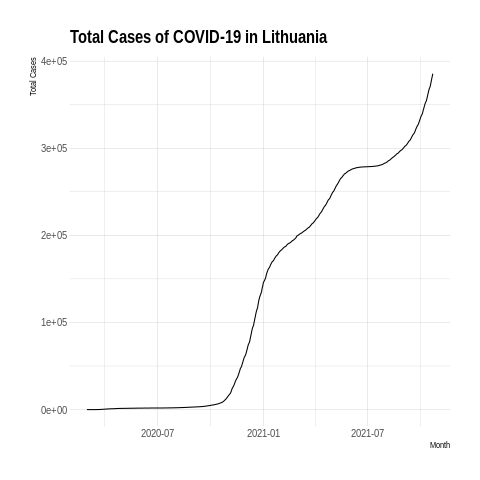 Total Cases of COVID-19 in Lithuania
Total Cases
4e+05
3e+05
2e+05
1e+05
0e+00
2020-07
2021-01
2021-07
Month